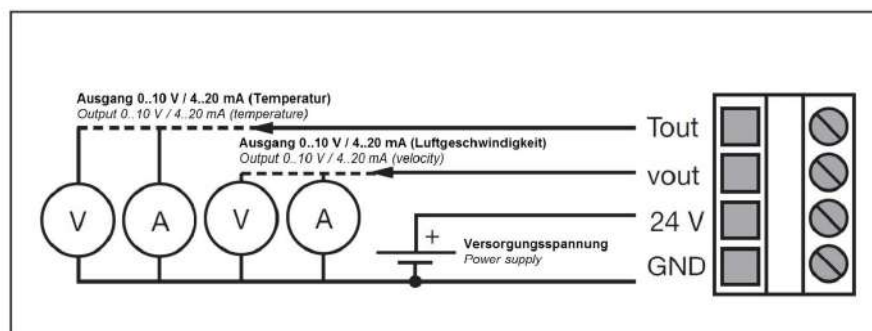 Ausgang 0..10 V / 4..20 mA (Temperatur)
Output 0..10 V / 4..20 mA (temperature)
Tout
Ausgang 0..10 V / 4..20 mA (Luftgeschwindigkeit)
Output 0..10 V / 4..20 mA (velocity)
vout
V
A
V
A
24 V
+
Versorgungsspannung
Power supply
GND